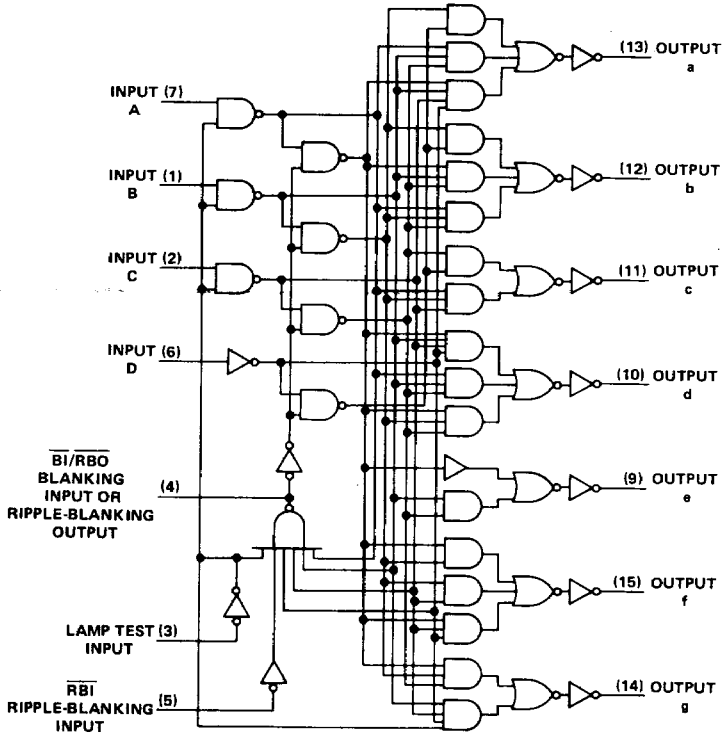 INPUT (7)
A
INPUT (1)
B
INPUT (2)
C
INPUT (6)
D
BI/RBO
BLANKING (4)
INPUT OR
RIPPLE-BLANKING
OUTPUT
LAMP TEST (3)
INPUT
RBI
RIPPLE-BLANKING (5)
INPUT
(13) OUTPUT
a
(12) OUTPUT
b
(11) OUTPUT
c
(10) OUTPUT
d
(9) OUTPUT
e
(15) OUTPUT
f
(14) OUTPUT
g